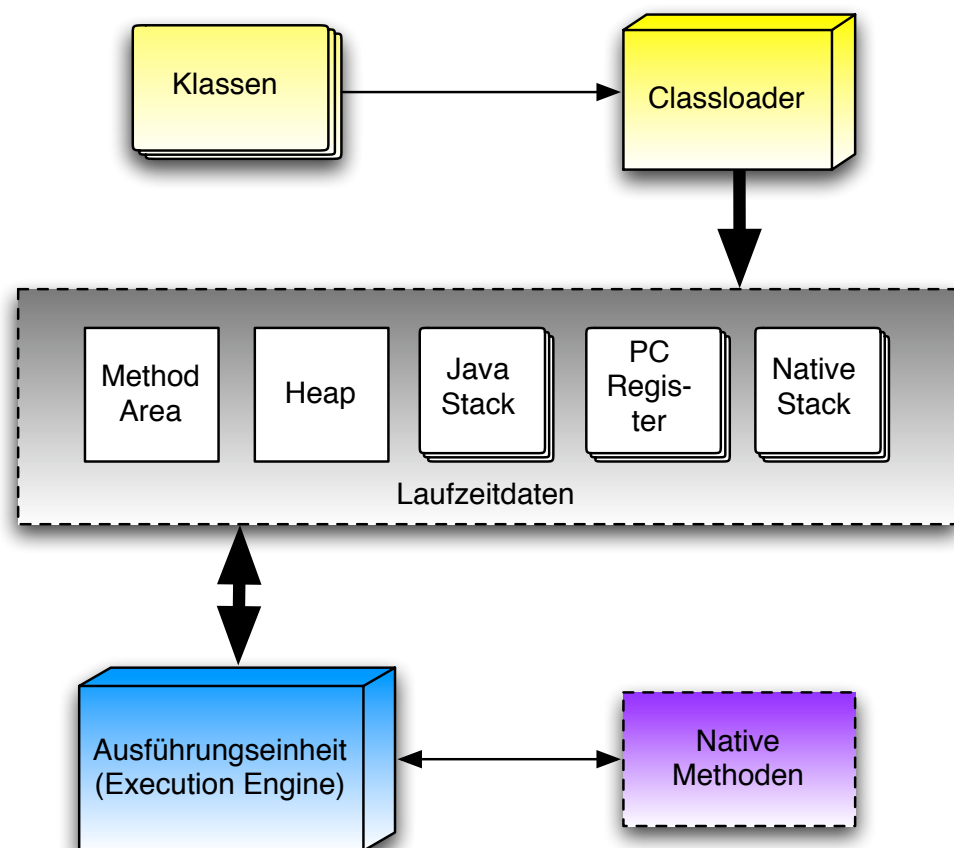 Klassen
Classloader
Method
Area
Heap
Java
Stack
PC
Regis-
ter
Native
Stack
Laufzeitdaten
Ausführungseinheit
(Execution Engine)
Native
Methoden